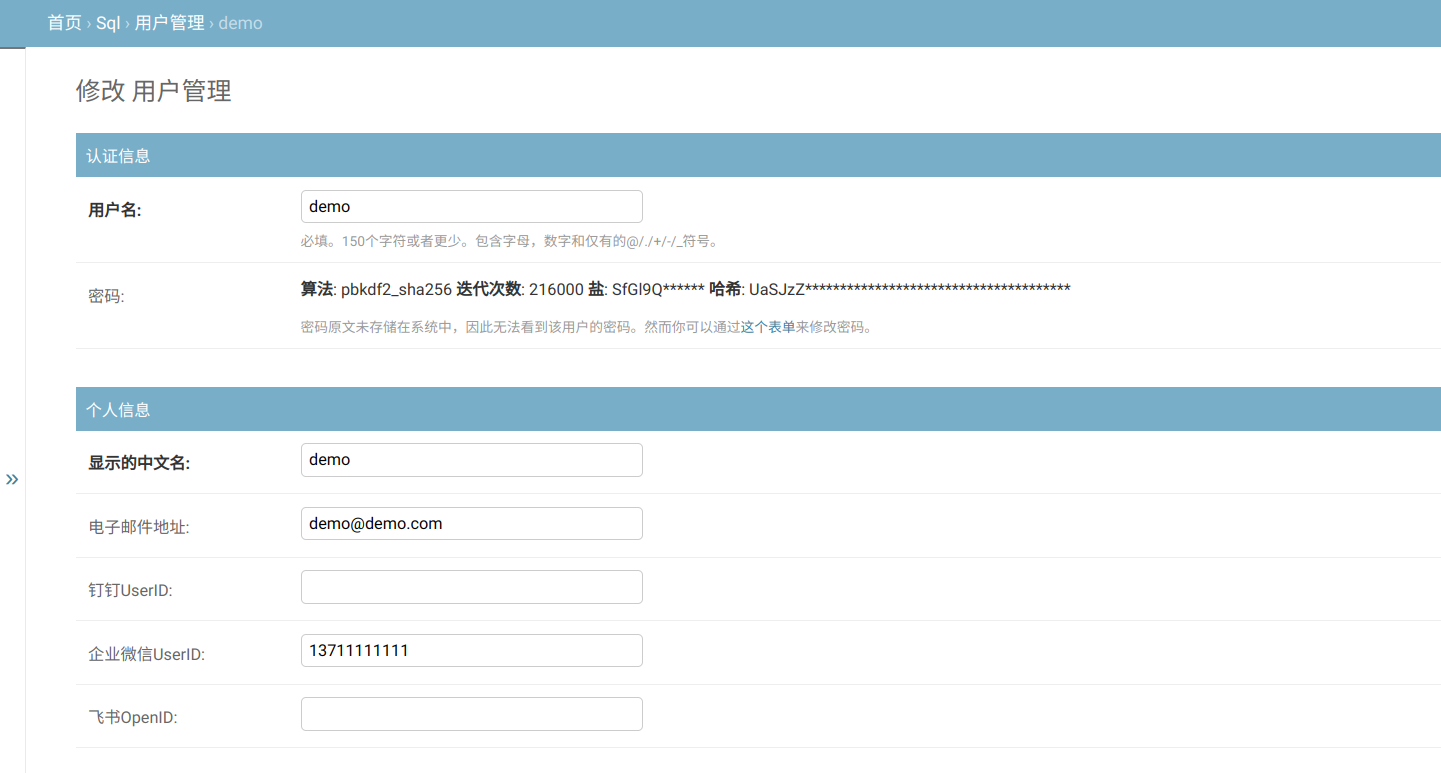 首页 › Sql › 用户管理 › demo
修改 用户管理
认证信息
用户名: demo
必填。150个字符或者更少。包含字母，数字和仅有的@/./+/-/_符号。
密码: 算法: pbkdf2_sha256 迭代次数: 216000 盐: SfGl9Q****** 哈希: UaSJzZ**************************************
密码原文未存储在系统中，因此无法看到该用户的密码。然而你可以通过这个表单来修改密码。
个人信息
显示的中文名: demo
电子邮件地址: demo@demo.com
钉钉UserID:
»
企业微信UserID: 13711111111
飞书OpenID: